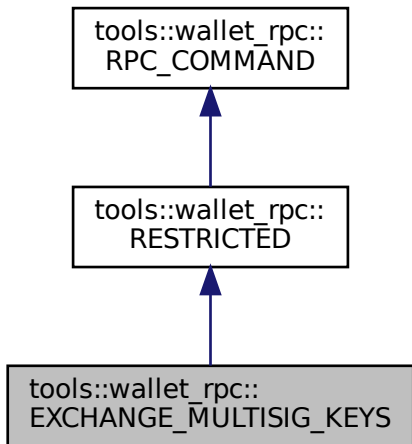 tools::wallet_rpc::
RPC_COMMAND
tools::wallet_rpc::
RESTRICTED
tools::wallet_rpc::
EXCHANGE_MULTISIG_KEYS